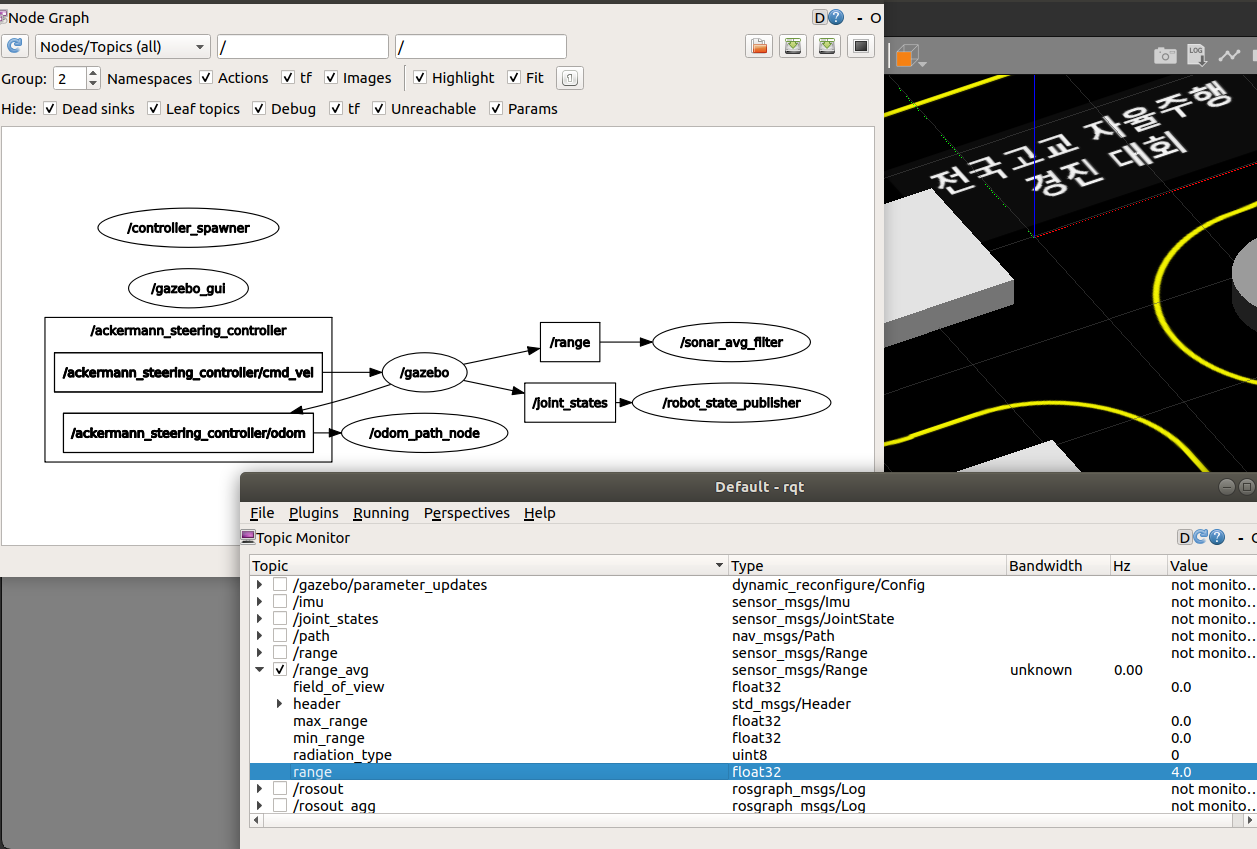 Node Graph
D ? - O
Nodes/Topics (all) / /
Group: 2 Namespaces Actions tf Images Highlight Fit
Hide: Dead sinks Leaf topics Debug tf Unreachable Params
LOG
전국고교 자율주행
경진 대회
/controller_spawner
/gazebo_gui
/ackermann_steering_controller
/ackermann_steering_controller/cmd_vel
/gazebo
/range
/sonar_avg_filter
/joint_states
/robot_state_publisher
/ackermann_steering_controller/odom
/odom_path_node
Default - rqt
File Plugins Running Perspectives Help
Topic Monitor
D ? -
Topic Type Bandwidth Hz Value
/gazebo/parameter_updates dynamic_reconfigure/Config not monito...
/imu sensor_msgs/Imu not monito...
/joint_states sensor_msgs/JointState not monito...
/path nav_msgs/Path not monito...
/range sensor_msgs/Range not monito...
/range_avg sensor_msgs/Range unknown 0.00
field_of_view float32 0.0
header std_msgs/Header
max_range float32 0.0
min_range float32 0.0
radiation_type uint8 0
range float32 4.0
/rosout rosgraph_msgs/Log not monito...
/rosout_agg rosgraph_msgs/Log not monito...